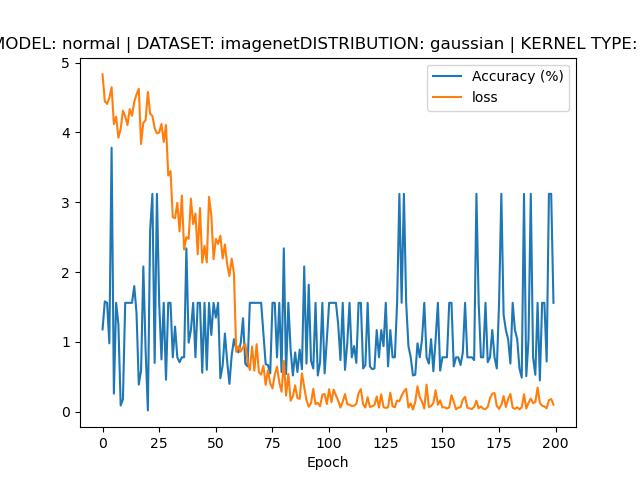 MODEL: normal | DATASET: imagenetDISTRIBUTION: gaussian | KERNEL TYPE:
Accuracy (%)
loss
5
4
3
2
1
0
0 25 50 75 100 125 150 175 200
Epoch